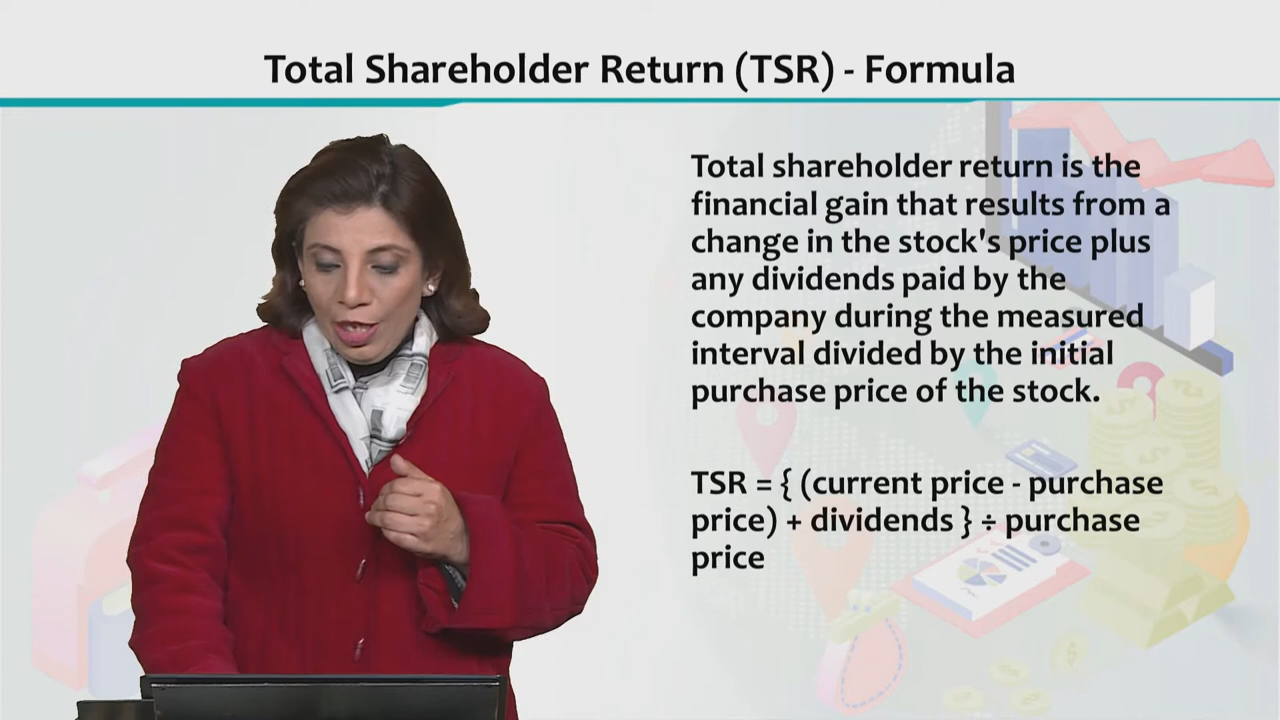 Total Shareholder Return (TSR) - Formula
Total shareholder return is the
financial gain that results from a
change in the stock's price plus
any dividends paid by the
company during the measured
interval divided by the initial
purchase price of the stock.
TSR = { (current price - purchase
price) + dividends } ÷ purchase
price